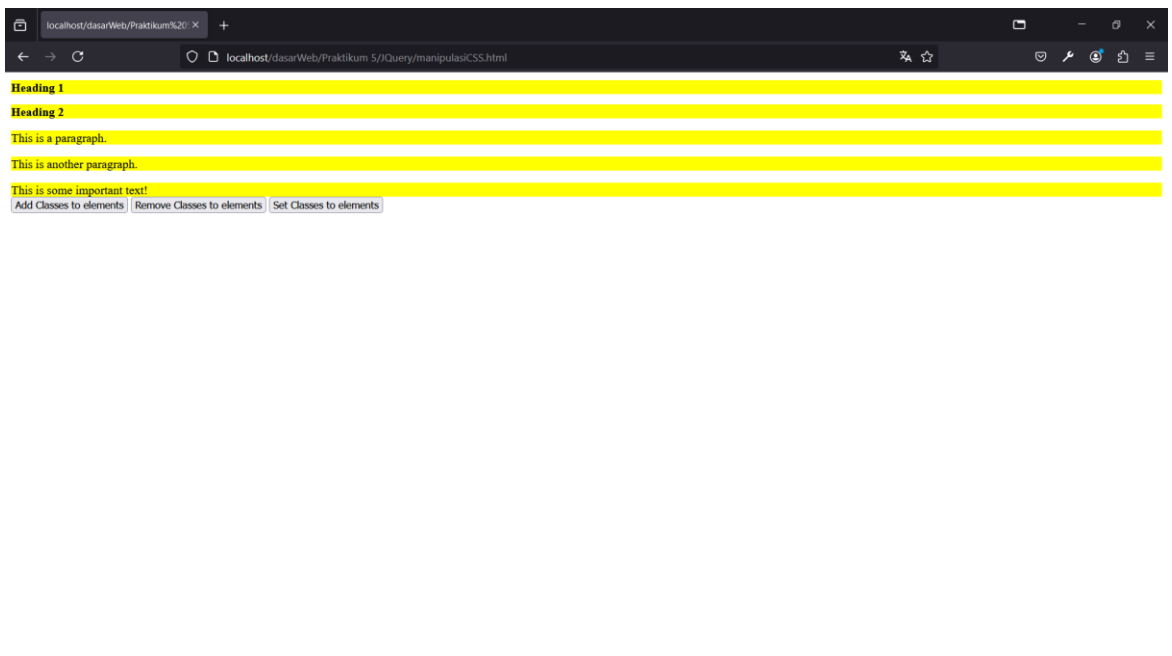 localhost/dasarWeb/Praktikum%20
localhost/dasarWeb/Praktikum 5/JQuery/manipulasiCSS.html
Heading 1
Heading 2
This is a paragraph.
This is another paragraph.
This is some important text!
Add Classes to elements Remove Classes to elements Set Classes to elements